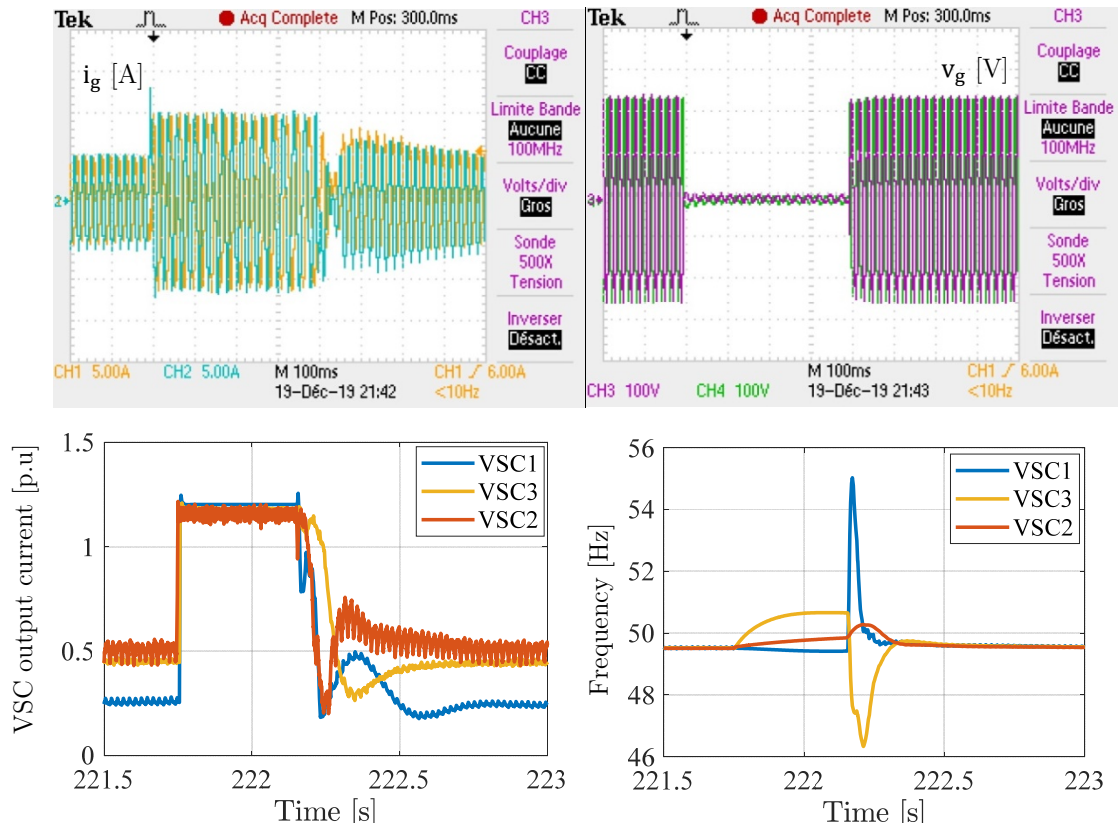 Tek Acq Complete M Pos: 300.0ms CH3
i_g [A]
Couplage
CC
Limite Bande
Aucune
100MHz
Volts/div
Gros
Sonde
500X
Tension
Inverser
Désact.
2
CH1 5.00A CH2 5.00A M 100ms CH1 6.00A
19-Déc-19 21:42 <10Hz
Tek Acq Complete M Pos: 300.0ms CH3
v_g [V]
Couplage
CC
Limite Bande
Aucune
100MHz
Volts/div
Gros
Sonde
500X
Tension
Inverser
Désact.
3
CH3 100V CH4 100V M 100ms CH1 6.00A
19-Déc-19 21:43 <10Hz
VSC output current [p.u]
1.5
1
0.5
0
VSC1
VSC3
VSC2
221.5 222 222.5 223
Time [s]
Frequency [Hz]
56
54
52
50
48
46
VSC1
VSC3
VSC2
221.5 222 222.5 223
Time [s]